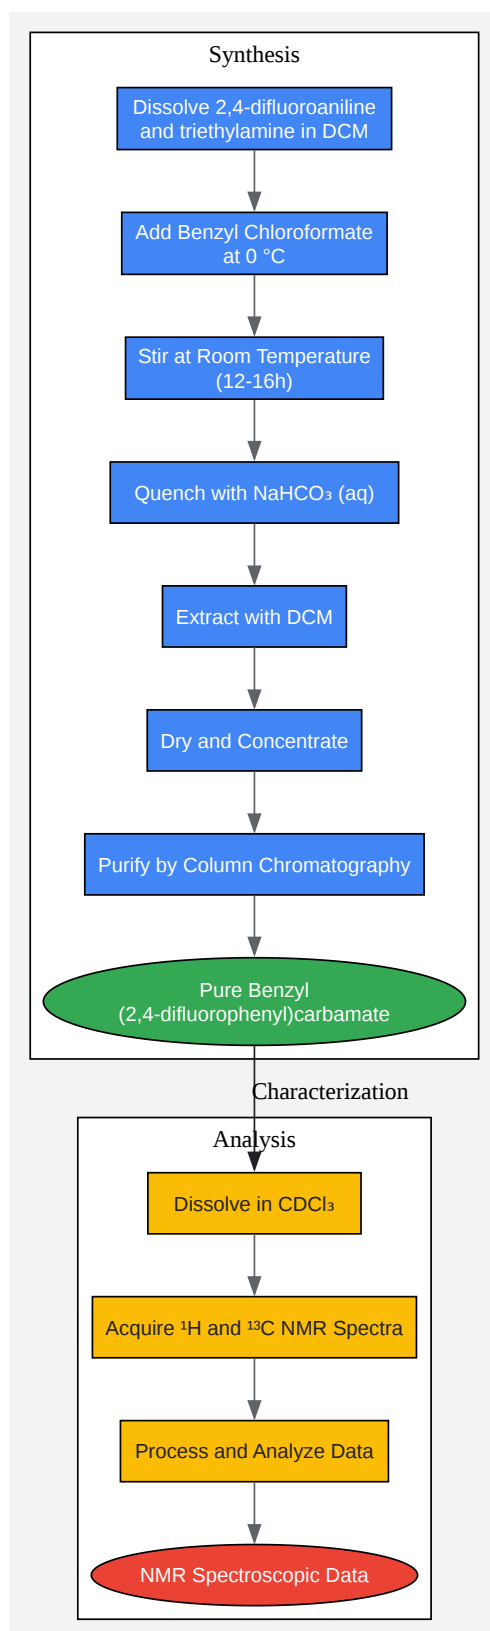 Synthesis
Dissolve 2,4-difluoroaniline
and triethylamine in DCM
Add Benzyl Chloroformate
at 0 °C
Stir at Room Temperature
(12-16h)
Quench with NaHCO₃ (aq)
Extract with DCM
Dry and Concentrate
Purify by Column Chromatography
Pure Benzyl
(2,4-difluorophenyl)carbamate
Characterization
Analysis
Dissolve in CDCl₃
Acquire ¹H and ¹³C NMR Spectra
Process and Analyze Data
NMR Spectroscopic Data